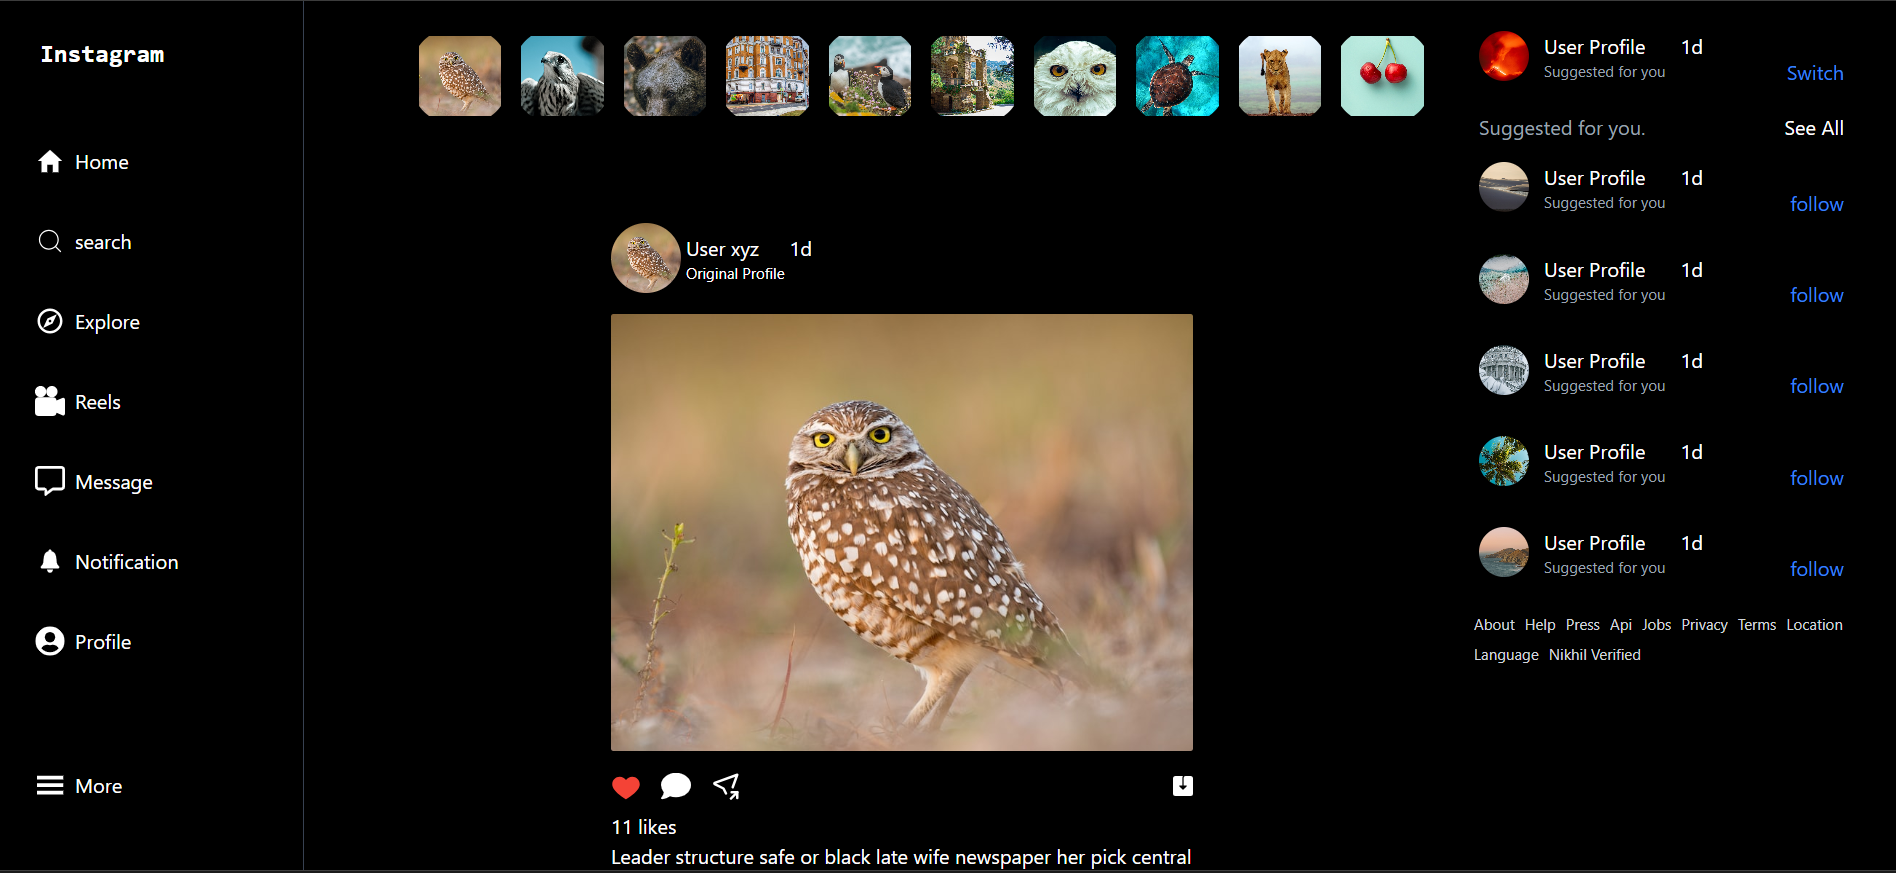 Instagram
Home
search
Explore
Reels
Message
Notification
Profile
More
User xyz 1d
Original Profile
11 likes
Leader structure safe or black late wife newspaper her pick central
User Profile 1d
Suggested for you
Switch
Suggested for you. See All
User Profile 1d
Suggested for you
follow
User Profile 1d
Suggested for you
follow
User Profile 1d
Suggested for you
follow
User Profile 1d
Suggested for you
follow
User Profile 1d
Suggested for you
follow
About Help Press Api Jobs Privacy Terms Location
Language Nikhil Verified